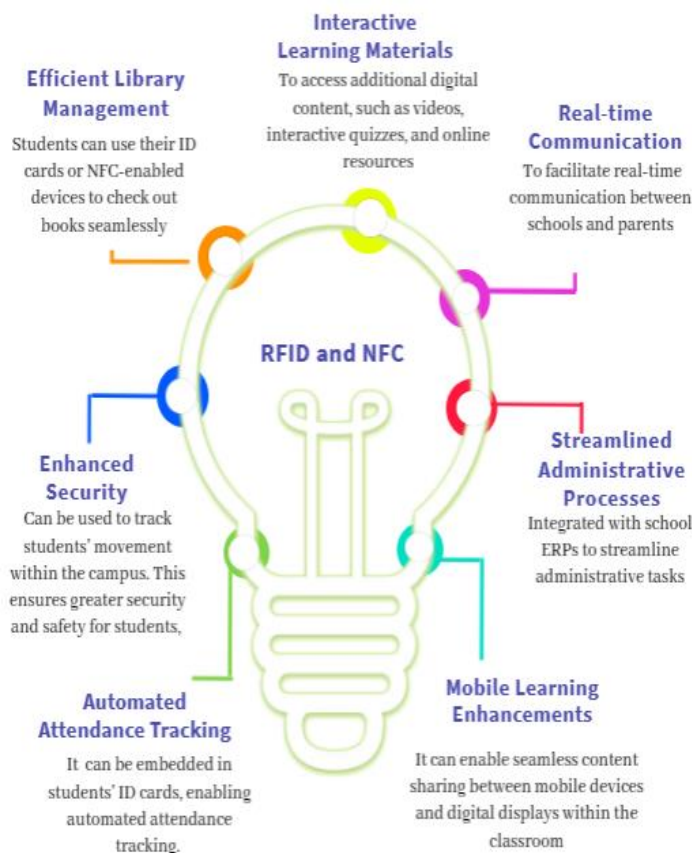 Interactive
Learning Materials
To access additional digital
content, such as videos,
interactive quizzes, and online
resources
Efficient Library
Management
Students can use their ID
cards or NFC-enabled
devices to check out
books seamlessly
Real-time
Communication
To facilitate real-time
communication between
schools and parents
RFID and NFC
Enhanced
Security
Can be used to track
students' movement
within the campus. This
ensures greater security
and safety for students,
Streamlined
Administrative
Processes
Integrated with school
ERPs to streamline
administrative tasks
Automated
Attendance Tracking
It can be embedded in
students' ID cards, enabling
automated attendance
tracking.
Mobile Learning
Enhancements
It can enable seamless content
sharing between mobile devices
and digital displays within the
classroom